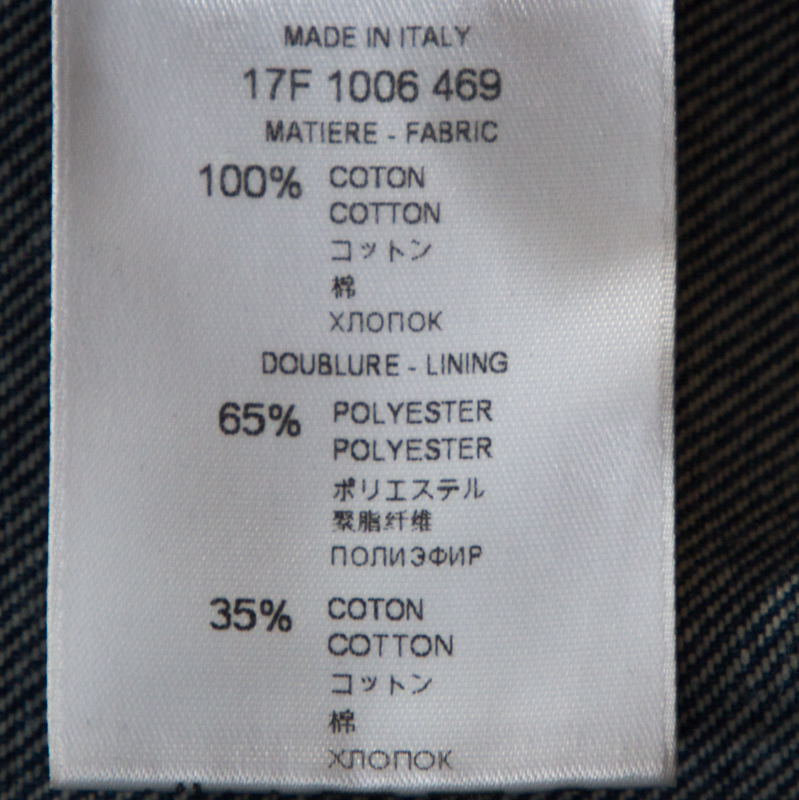 MADE IN ITALY
17F 1006 469
MATIERE - FABRIC
100% COTON
COTTON
コットン
棉
ХЛОПОК
DOUBLURE - LINING
65% POLYESTER
POLYESTER
ポリエステル
聚脂纤维
ПОЛИЭФИР
35% COTON
COTTON
コットン
棉
ХЛОПОК